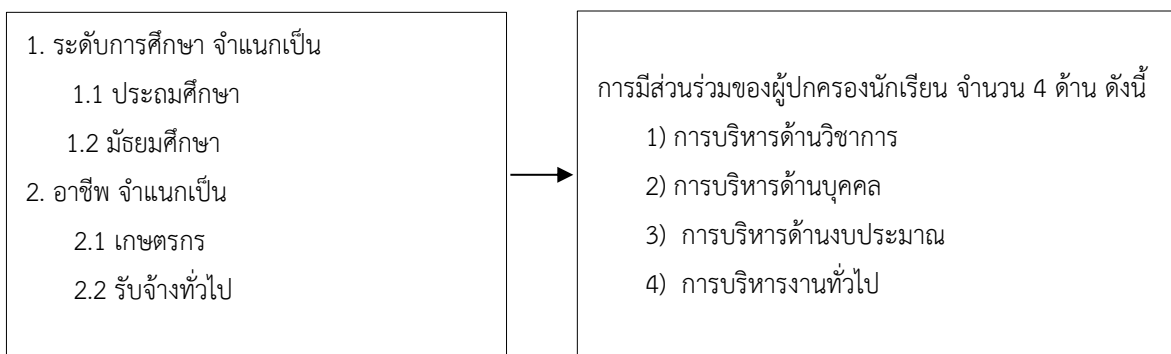 1. ระดับการศึกษา จำแนกเป็น
1.1 ประถมศึกษา
1.2 มัธยมศึกษา
2. อาชีพ จำแนกเป็น
2.1 เกษตรกร
2.2 รับจ้างทั่วไป
การมีส่วนร่วมของผู้ปกครองนักเรียน จำนวน 4 ด้าน ดังนี้
1) การบริหารด้านวิชาการ
2) การบริหารด้านบุคคล
3) การบริหารด้านงบประมาณ
4) การบริหารงานทั่วไป